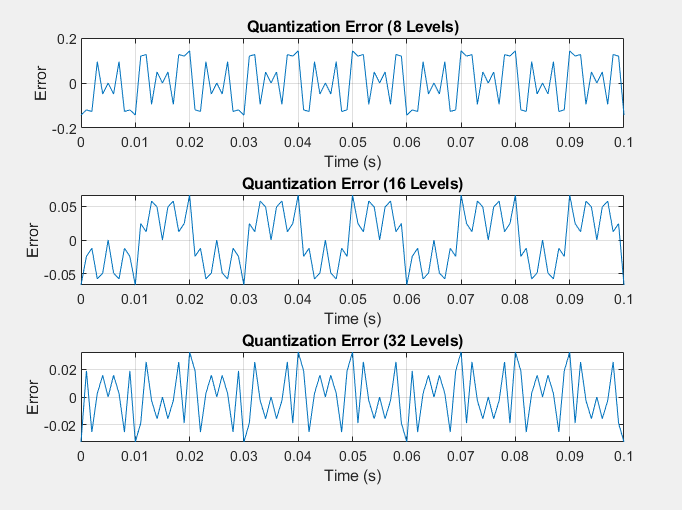 Quantization Error (8 Levels)
0.2
0
-0.2
Error
0 0.01 0.02 0.03 0.04 0.05 0.06 0.07 0.08 0.09 0.1
Time (s)
Quantization Error (16 Levels)
0.05
0
-0.05
Error
0 0.01 0.02 0.03 0.04 0.05 0.06 0.07 0.08 0.09 0.1
Time (s)
Quantization Error (32 Levels)
0.02
0
-0.02
Error
0 0.01 0.02 0.03 0.04 0.05 0.06 0.07 0.08 0.09 0.1
Time (s)